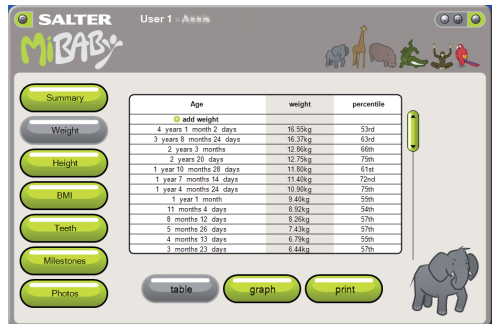 SALTER
User 1 -
MiBABY
Summary
Weight
Height
BMI
Teeth
Milestones
Photos
Age weight percentile
add weight
4 years 1 month 2 days 16.55kg 53rd
3 years 8 months 24 days 16.37kg 63rd
2 years 3 months 12.86kg 66th
2 years 20 days 12.75kg 75th
1 year 10 months 28 days 11.80kg 61st
1 year 7 months 14 days 11.40kg 72nd
1 year 4 months 24 days 10.90kg 75th
1 year 1 month 9.40kg 55th
11 months 4 days 8.92kg 54th
8 months 12 days 8.26kg 57th
5 months 26 days 7.43kg 57th
4 months 13 days 6.79kg 55th
3 months 23 days 6.44kg 57th
table graph print